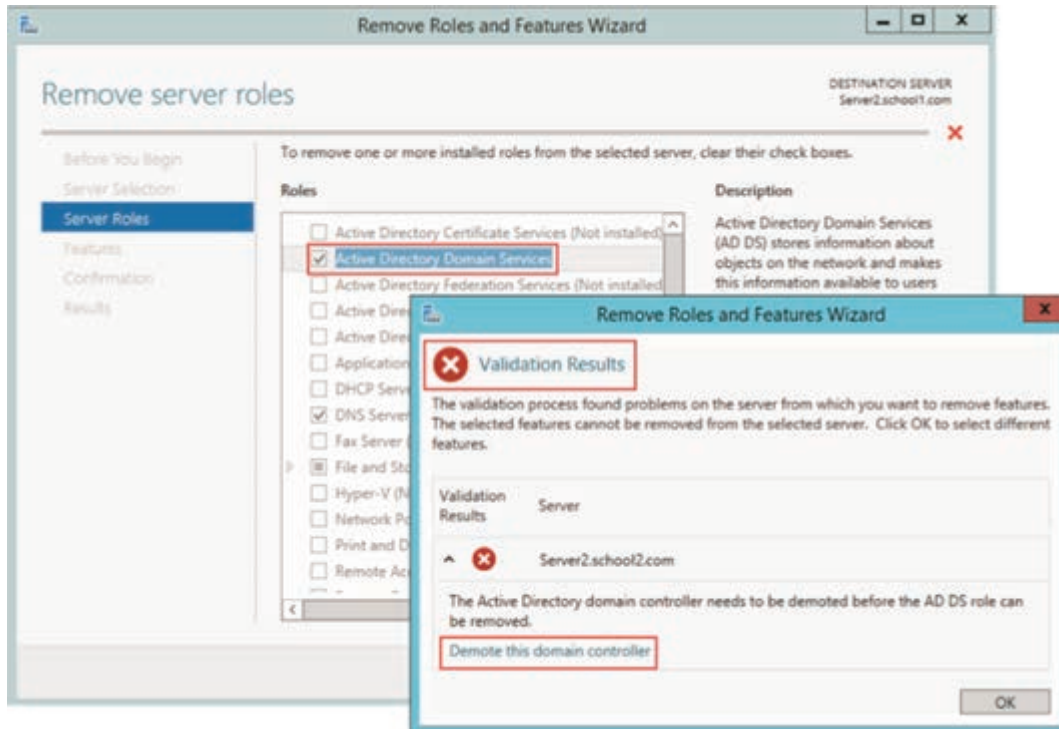 Remove Roles and Features Wizard
Remove server roles
DESTINATION SERVER
Server2.school1.com
Before You Begin
Server Selection
Server Roles
Features
Confirmation
Results
To remove one or more installed roles from the selected server, clear their check boxes.
Roles
Active Directory Certificate Services (Not installed)
Active Directory Domain Services
Active Directory Federation Services (Not installed
Active Dire
Active Dire
Application
DHCP Serve
DNS Server
Fax Server (
File and Sto
Hyper-V (N
Network Po
Print and D
Remote Acc
Description
Active Directory Domain Services
(AD DS) stores information about
objects on the network and makes
this information available to users
Remove Roles and Features Wizard
Validation Results
The validation process found problems on the server from which you want to remove features.
The selected features cannot be removed from the selected server. Click OK to select different
features.
Validation
Results
Server
Server2.school2.com
The Active Directory domain controller needs to be demoted before the AD DS role can
be removed.
Demote this domain controller
OK